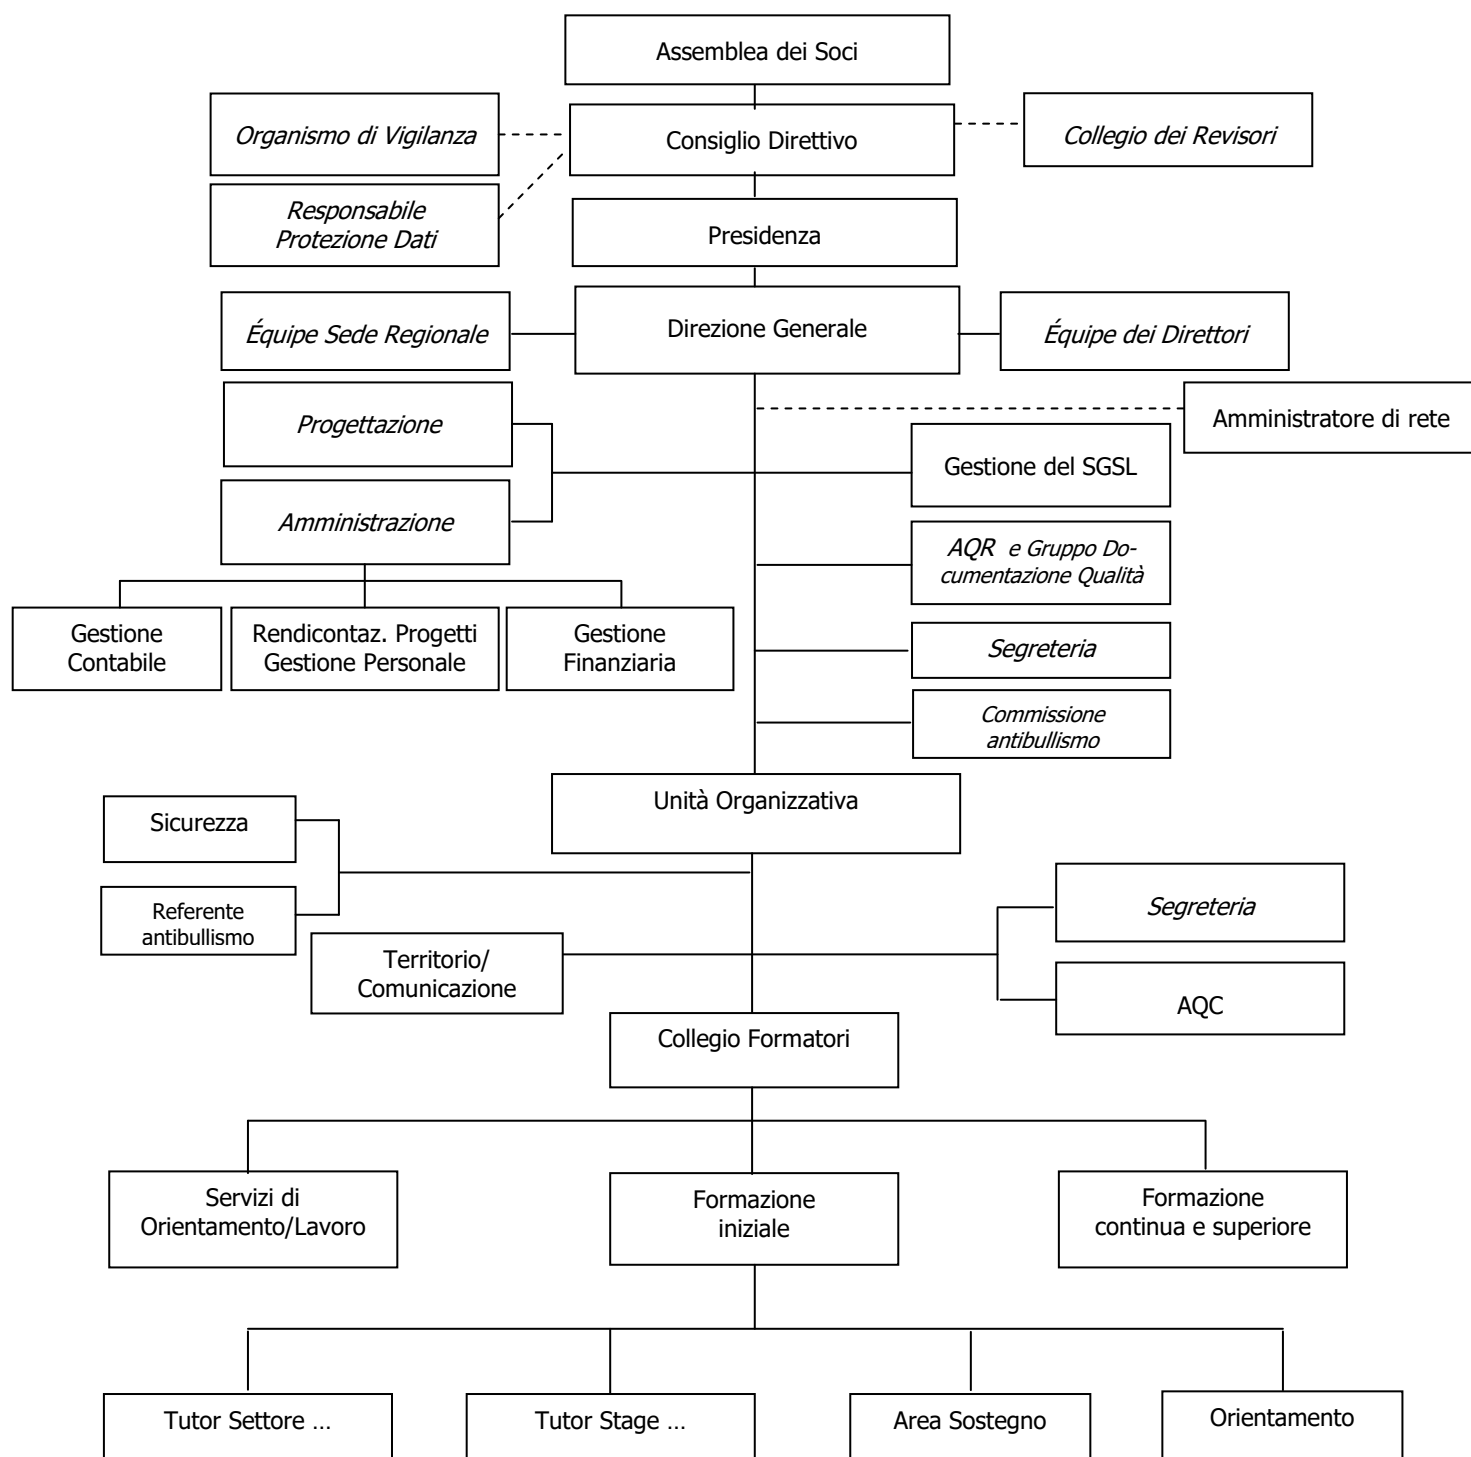 Assemblea dei Soci
Organismo di Vigilanza
Consiglio Direttivo
Collegio dei Revisori
Responsabile
Protezione Dati
Presidenza
Équipe Sede Regionale
Direzione Generale
Équipe dei Direttori
Progettazione
Amministratore di rete
Gestione del SGSL
Amministrazione
AQR e Gruppo Do-
cumentazione Qualità
Gestione
Contabile
Rendicontaz. Progetti
Gestione Personale
Gestione
Finanziaria
Segreteria
Commissione
antibullismo
Unità Organizzativa
Sicurezza
Referente
antibullismo
Segreteria
Territorio/
Comunicazione
AQC
Collegio Formatori
Servizi di
Orientamento/Lavoro
Formazione
iniziale
Formazione
continua e superiore
Tutor Settore …
Tutor Stage …
Area Sostegno
Orientamento